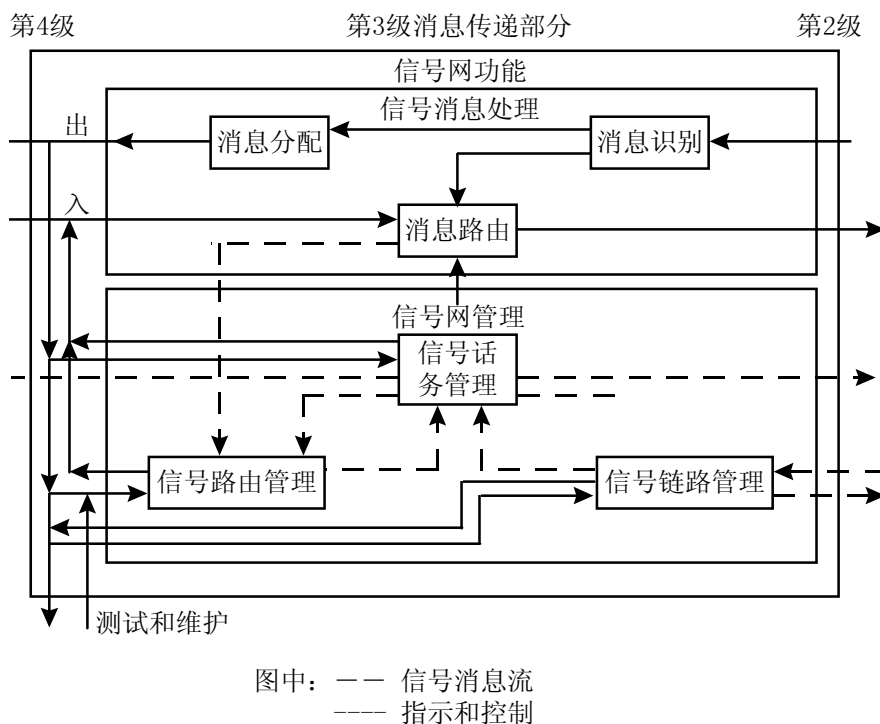 第4级 第3级消息传递部分 第2级
信号网功能
信号消息处理
出
消息分配
消息识别
入
消息路由
信号网管理
信号话
务管理
信号路由管理
信号链路管理
测试和维护
图中：—— 信号消息流
---- 指示和控制